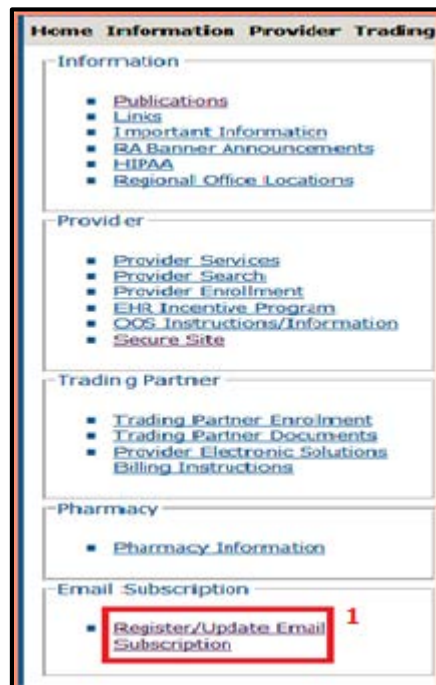 Home Information Provider Trading
Information
Publications
Links
Important Information
RA Banner Announcements
HIPAA
Regional Office Locations
Provider
Provider Services
Provider Search
Provider Enrollment
EHR Incentive Program
OOS Instructions/Information
Secure Site
Trading Partner
Trading Partner Enrolment
Trading Partner Documents
Provider Electronic Solutions
Billing Instructions
Pharmacy
Pharmacy Information
Email Subscription
Register/Update Email 1
Subscription